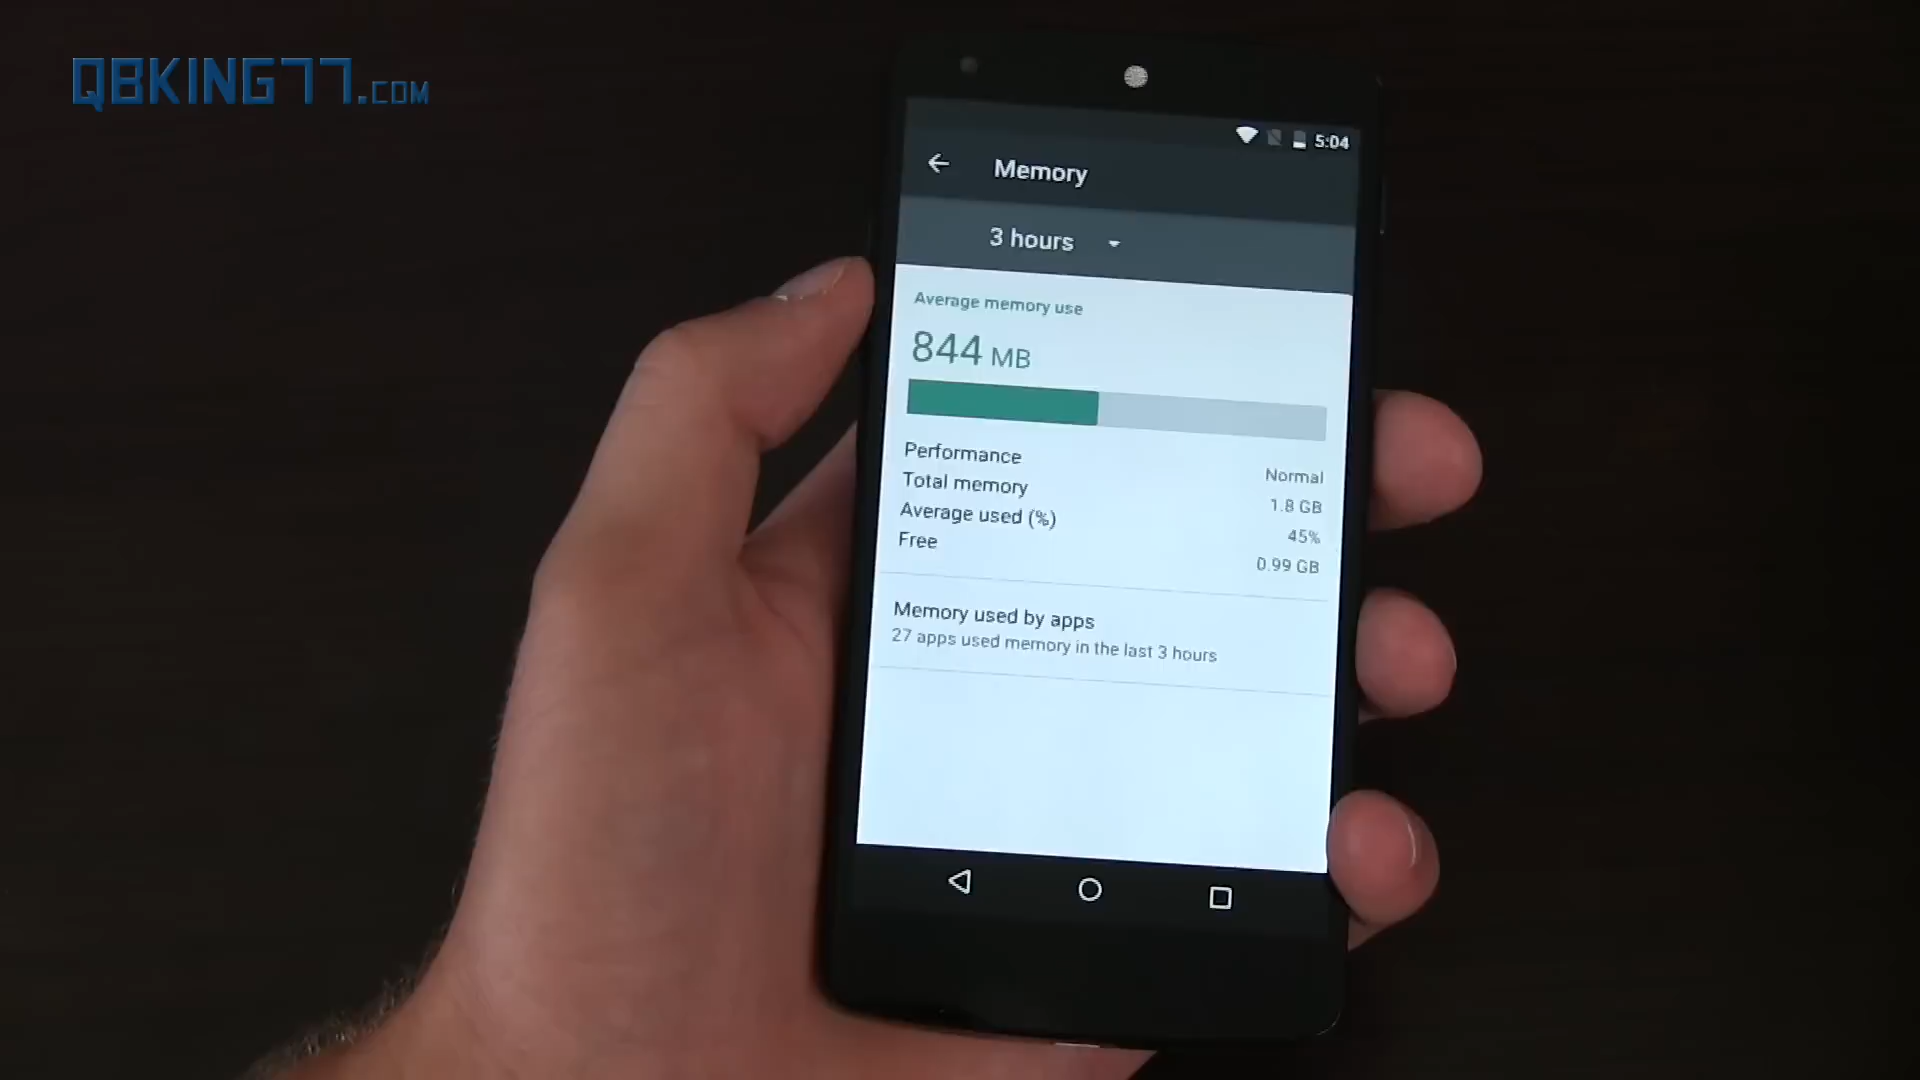 QBKING77.COM
5:04
Memory
3 hours
Average memory use
844 MB
Performance Normal
Total memory 1.8 GB
Average used (%) 45%
Free 0.99 GB
Memory used by apps
27 apps used memory in the last 3 hours